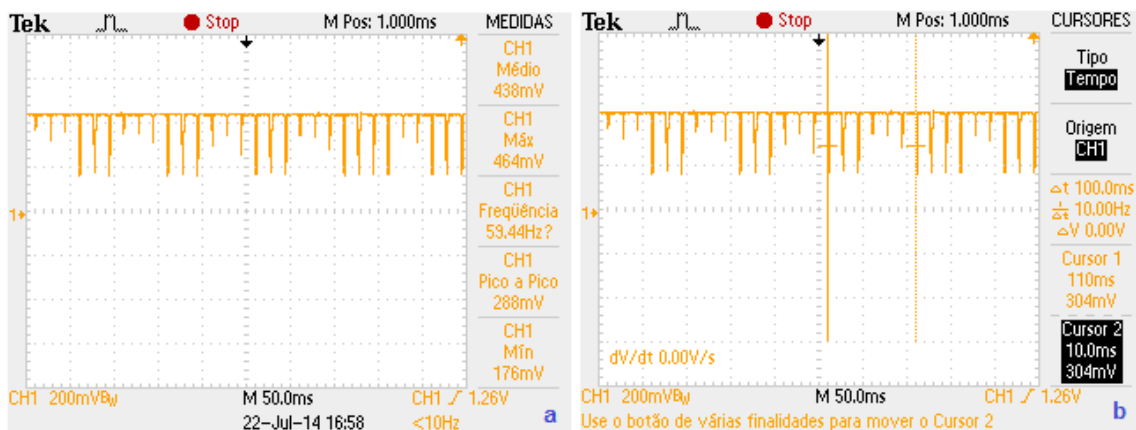 Tek Stop M Pos: 1.000ms MEDIDAS
CH1
Médio
438mV
CH1
Máx
464mV
CH1
Freqüência
59.44Hz?
CH1
Pico a Pico
288mV
CH1
Mín
176mV
1
CH1 200mVBw M 50.0ms CH1 1.26V
22-Jul-14 16:58 <10Hz
a
Tek Stop M Pos: 1.000ms CURSORES
Tipo
Tempo
Origem
CH1
Δt 100.0ms
1/Δt 10.00Hz
ΔV 0.00V
Cursor 1
110ms
304mV
Cursor 2
10.0ms
304mV
1
dV/dt 0.00V/s
CH1 200mVBw M 50.0ms CH1 1.26V
Use o botão de várias finalidades para mover o Cursor 2
b